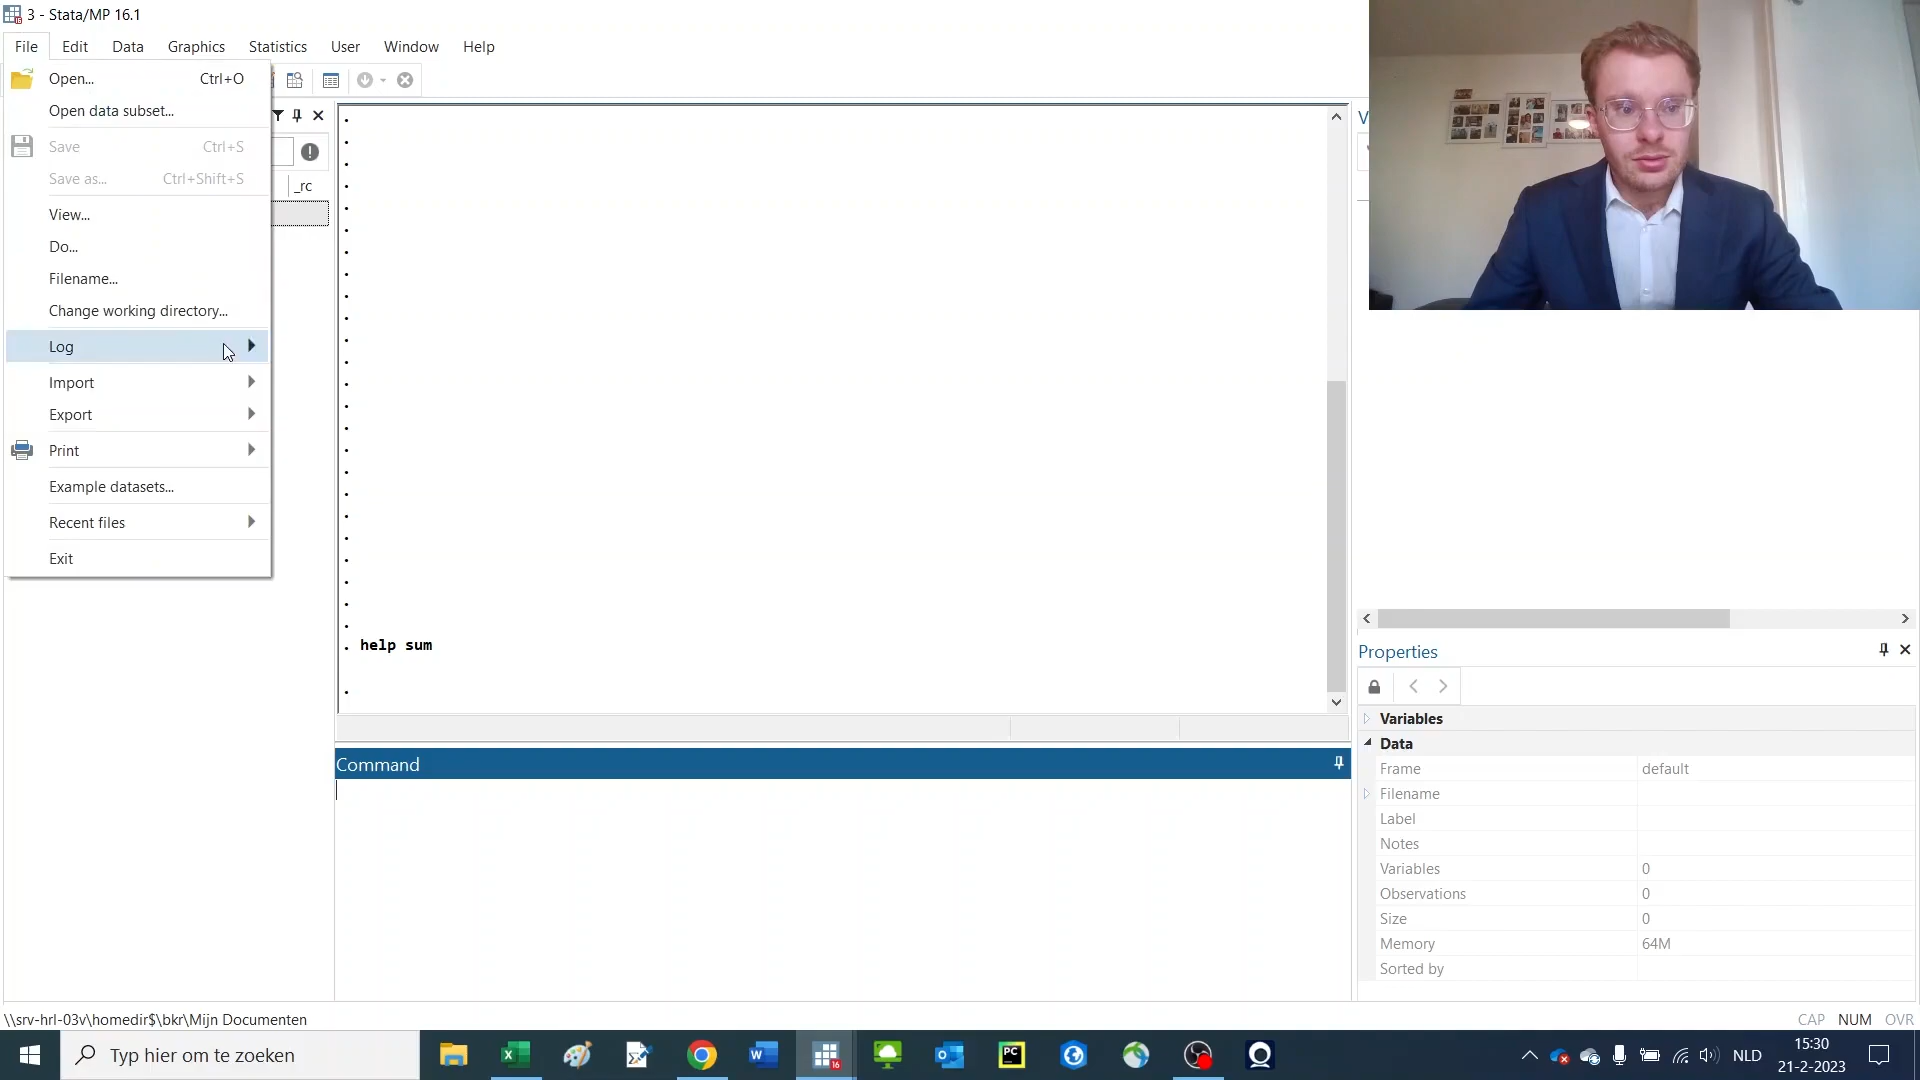 3 - Stata/MP 16.1
File Edit Data Graphics Statistics User Window Help
Open... Ctrl+O
Open data subset...
Save Ctrl+S
Save as... Ctrl+Shift+S
_rc
View...
Do...
Filename...
Change working directory...
Log
Import
Export
Print
Example datasets...
Recent files
Exit
. help sum
.
Command
V
Properties
Variables
Data
Frame default
Filename
Label
Notes
Variables 0
Observations 0
Size 0
Memory 64M
Sorted by
\\srv-hrl-03v\homedir$\bkr\Mijn Documenten
CAP NUM OVR
Typ hier om te zoeken
NLD
15:30
21-2-2023